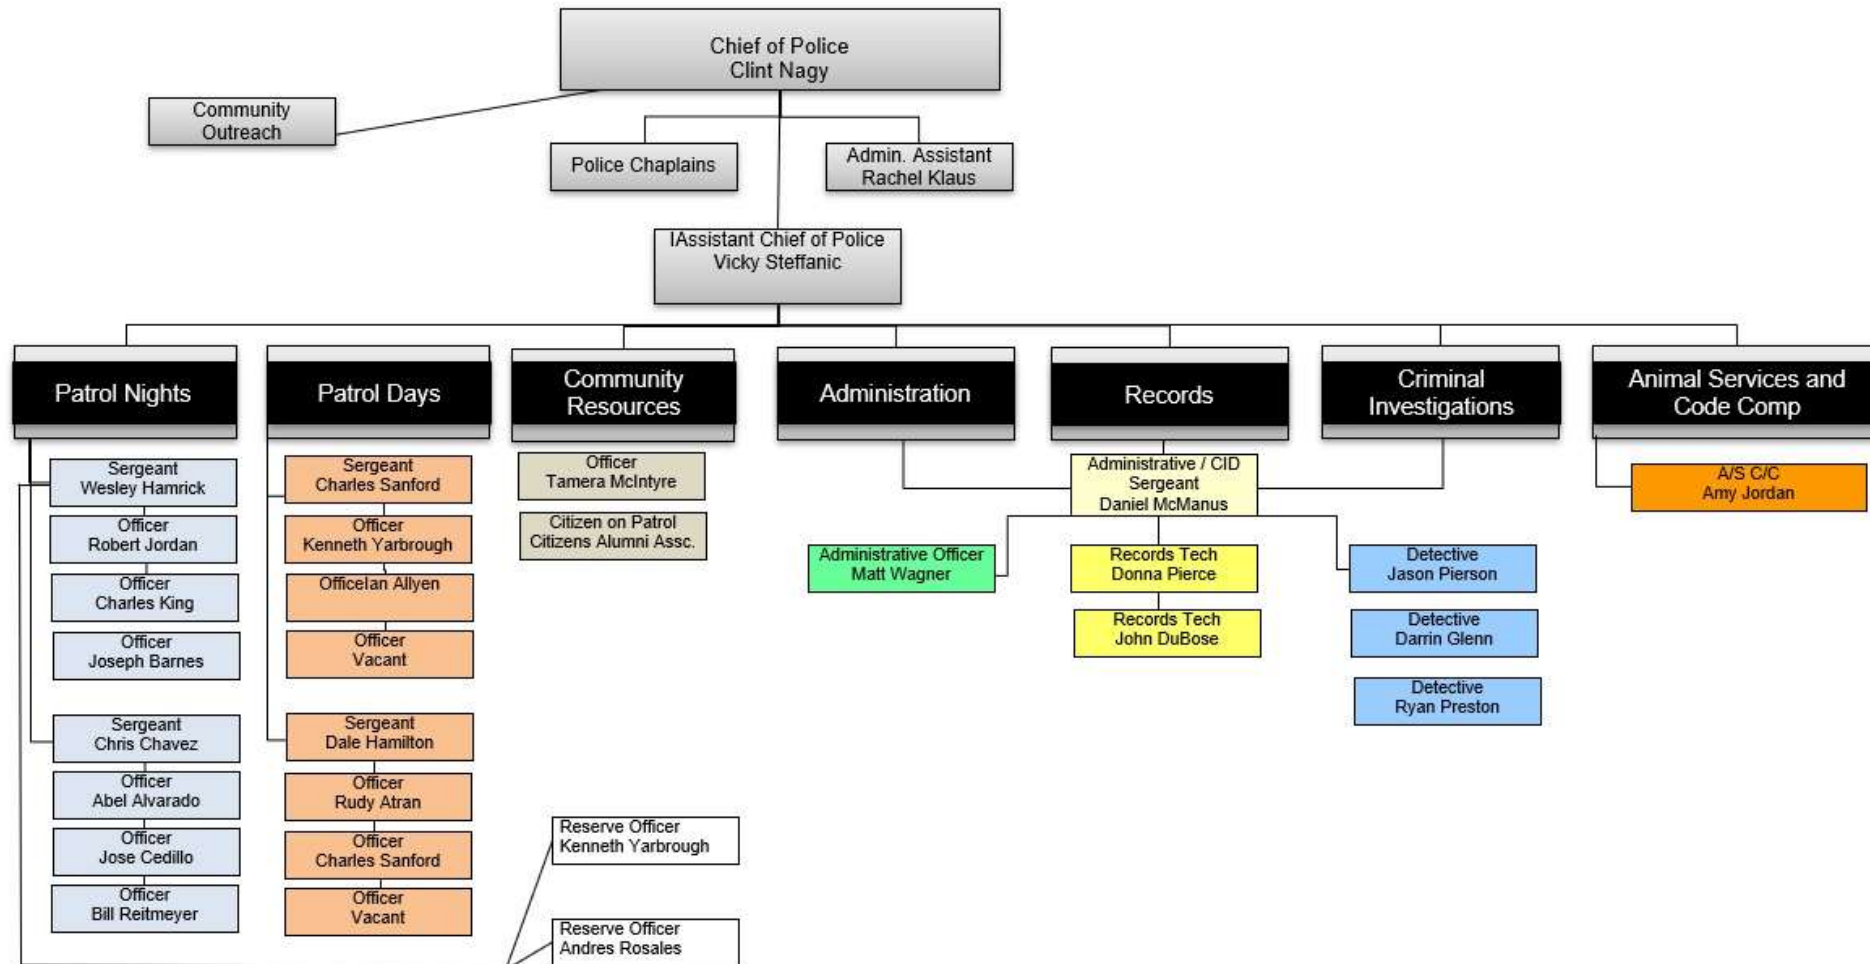 Chief of Police
Clint Nagy
Community
Outreach
Police Chaplains
Admin. Assistant
Rachel Klaus
IAssistant Chief of Police
Vicky Steffanic
Patrol Nights
Patrol Days
Community
Resources
Administration
Records
Criminal
Investigations
Animal Services and
Code Comp
Sergeant
Wesley Hamrick
Officer
Robert Jordan
Officer
Charles King
Officer
Joseph Barnes
Sergeant
Chris Chavez
Officer
Abel Alvarado
Officer
Jose Cedillo
Officer
Bill Reitmeyer
Sergeant
Charles Sanford
Officer
Kenneth Yarbrough
OfficeIan Allyen
Officer
Vacant
Sergeant
Dale Hamilton
Officer
Rudy Atran
Officer
Charles Sanford
Officer
Vacant
Officer
Tamera McIntyre
Citizen on Patrol
Citizens Alumni Assc.
Administrative / CID
Sergeant
Daniel McManus
Administrative Officer
Matt Wagner
Records Tech
Donna Pierce
Records Tech
John DuBose
Detective
Jason Pierson
Detective
Darrin Glenn
Detective
Ryan Preston
A/S C/C
Amy Jordan
Reserve Officer
Kenneth Yarbrough
Reserve Officer
Andres Rosales